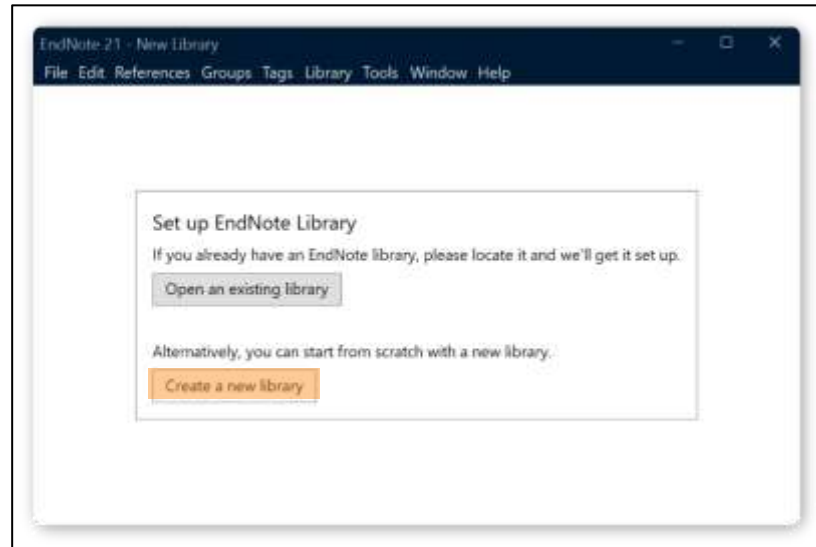 EndNote 21 - New Library
File Edit References Groups Tags Library Tools Window Help
Set up EndNote Library
If you already have an EndNote library, please locate it and we'll get it set up.
Open an existing library
Alternatively, you can start from scratch with a new library.
Create a new library